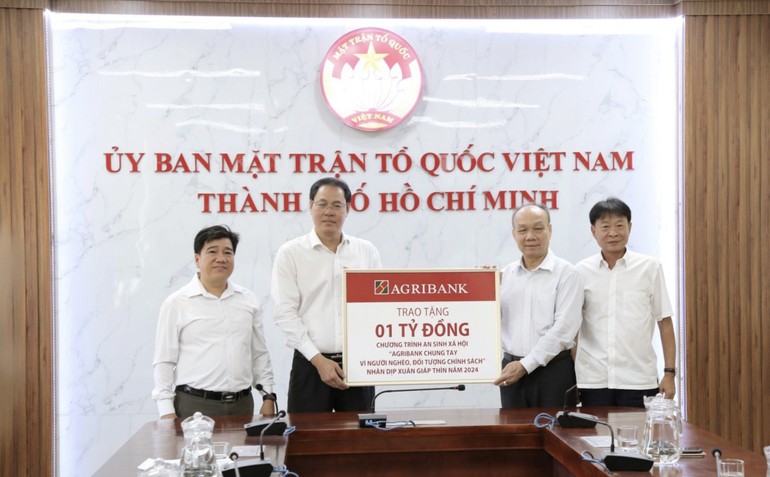 MẶT TRẬN TỔ QUỐC
VIỆT NAM
ỦY BAN MẶT TRẬN TỔ QUỐC VIỆT NAM
THÀNH Ố HỒ CHÍ MINH
AGRIBANK
TRAO TẶNG
01 TỶ ĐỒNG
CHƯƠNG TRÌNH AN SINH XÃ HỘI
"AGRIBANK CHUNG TAY
VÌ NGƯỜI NGHÈO, ĐỐI TƯỢNG CHÍNH SÁCH"
NHÂN DỊP XUÂN GIÁP THÌN NĂM 2024